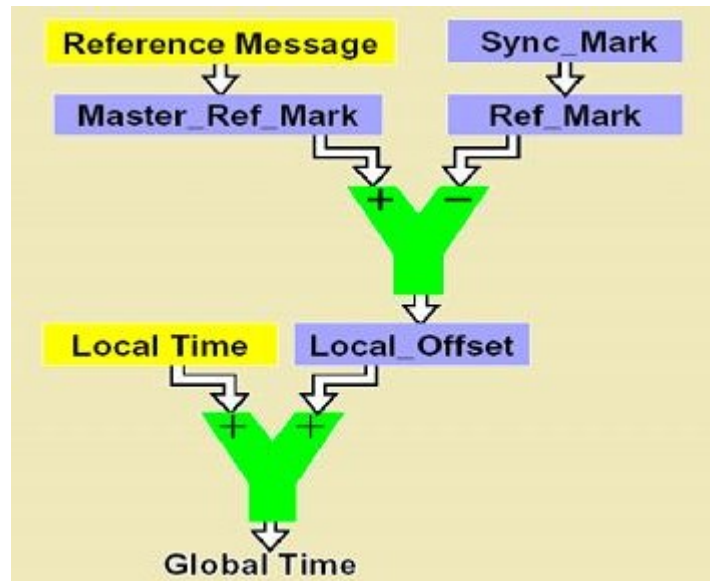 Reference Message
Sync_Mark
Master_Ref_Mark
Ref_Mark
+
−
Local Time
Local_Offset
+
+
Global Time